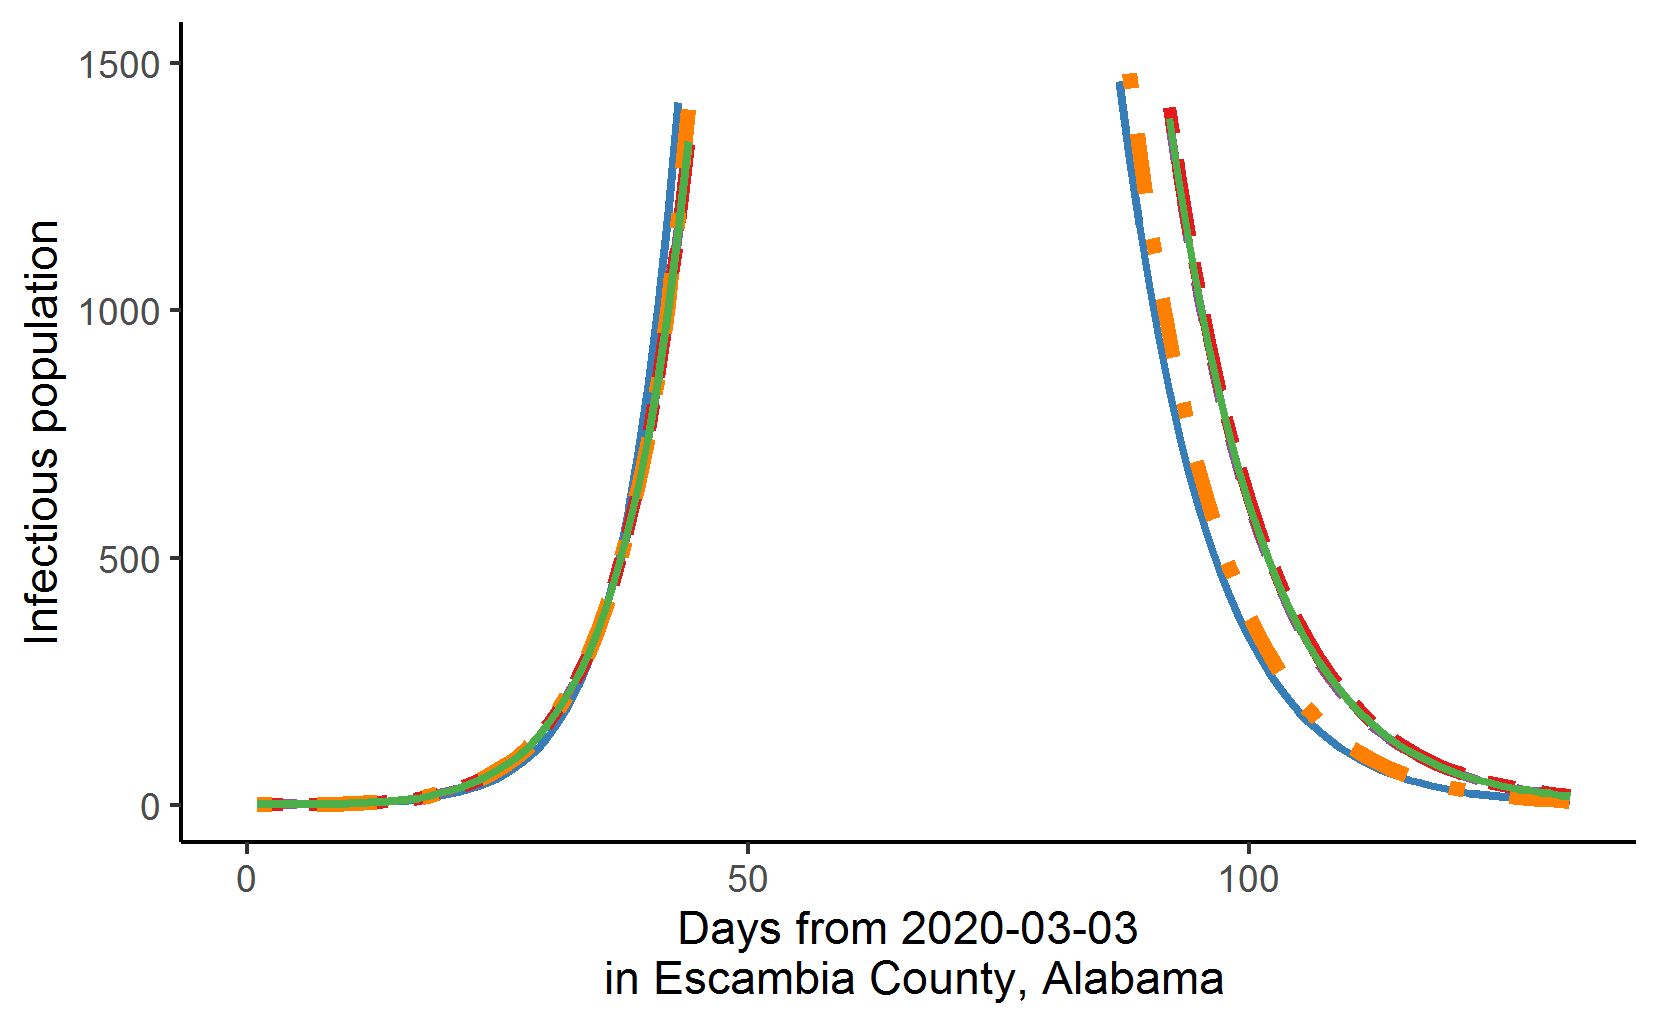 Infectious population
1500
1000
500
0
0 50 100
Days from 2020-03-03
in Escambia County, Alabama